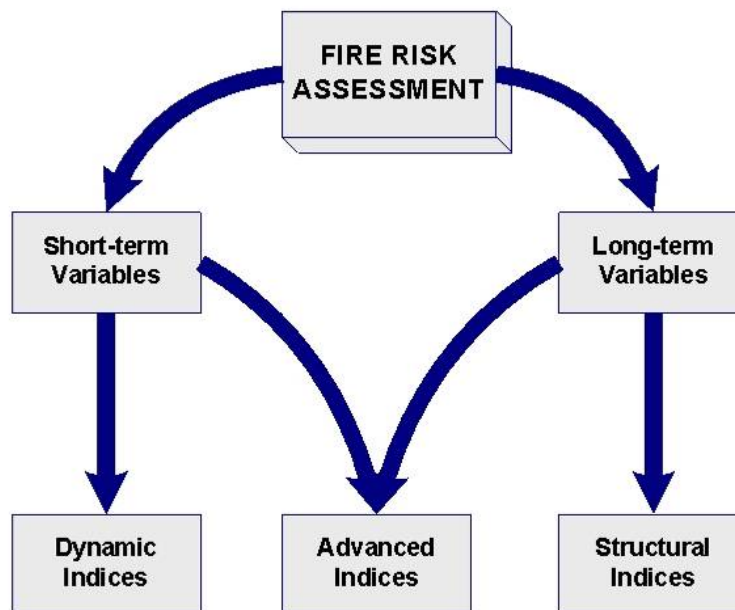 FIRE RISK
ASSESSMENT
Short-term
Variables
Long-term
Variables
Dynamic
Indices
Advanced
Indices
Structural
Indices